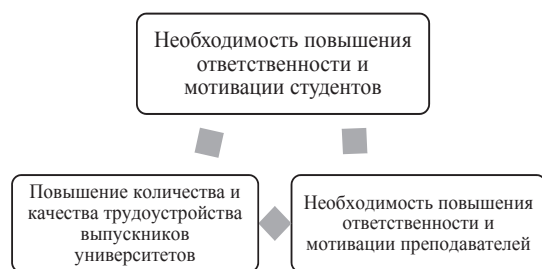 Необходимость повышения
ответственности и
мотивации студентов
Повышение количества и
качества трудоустройства
выпускников
университетов
Необходимость повышения
ответственности и
мотивации преподавателей